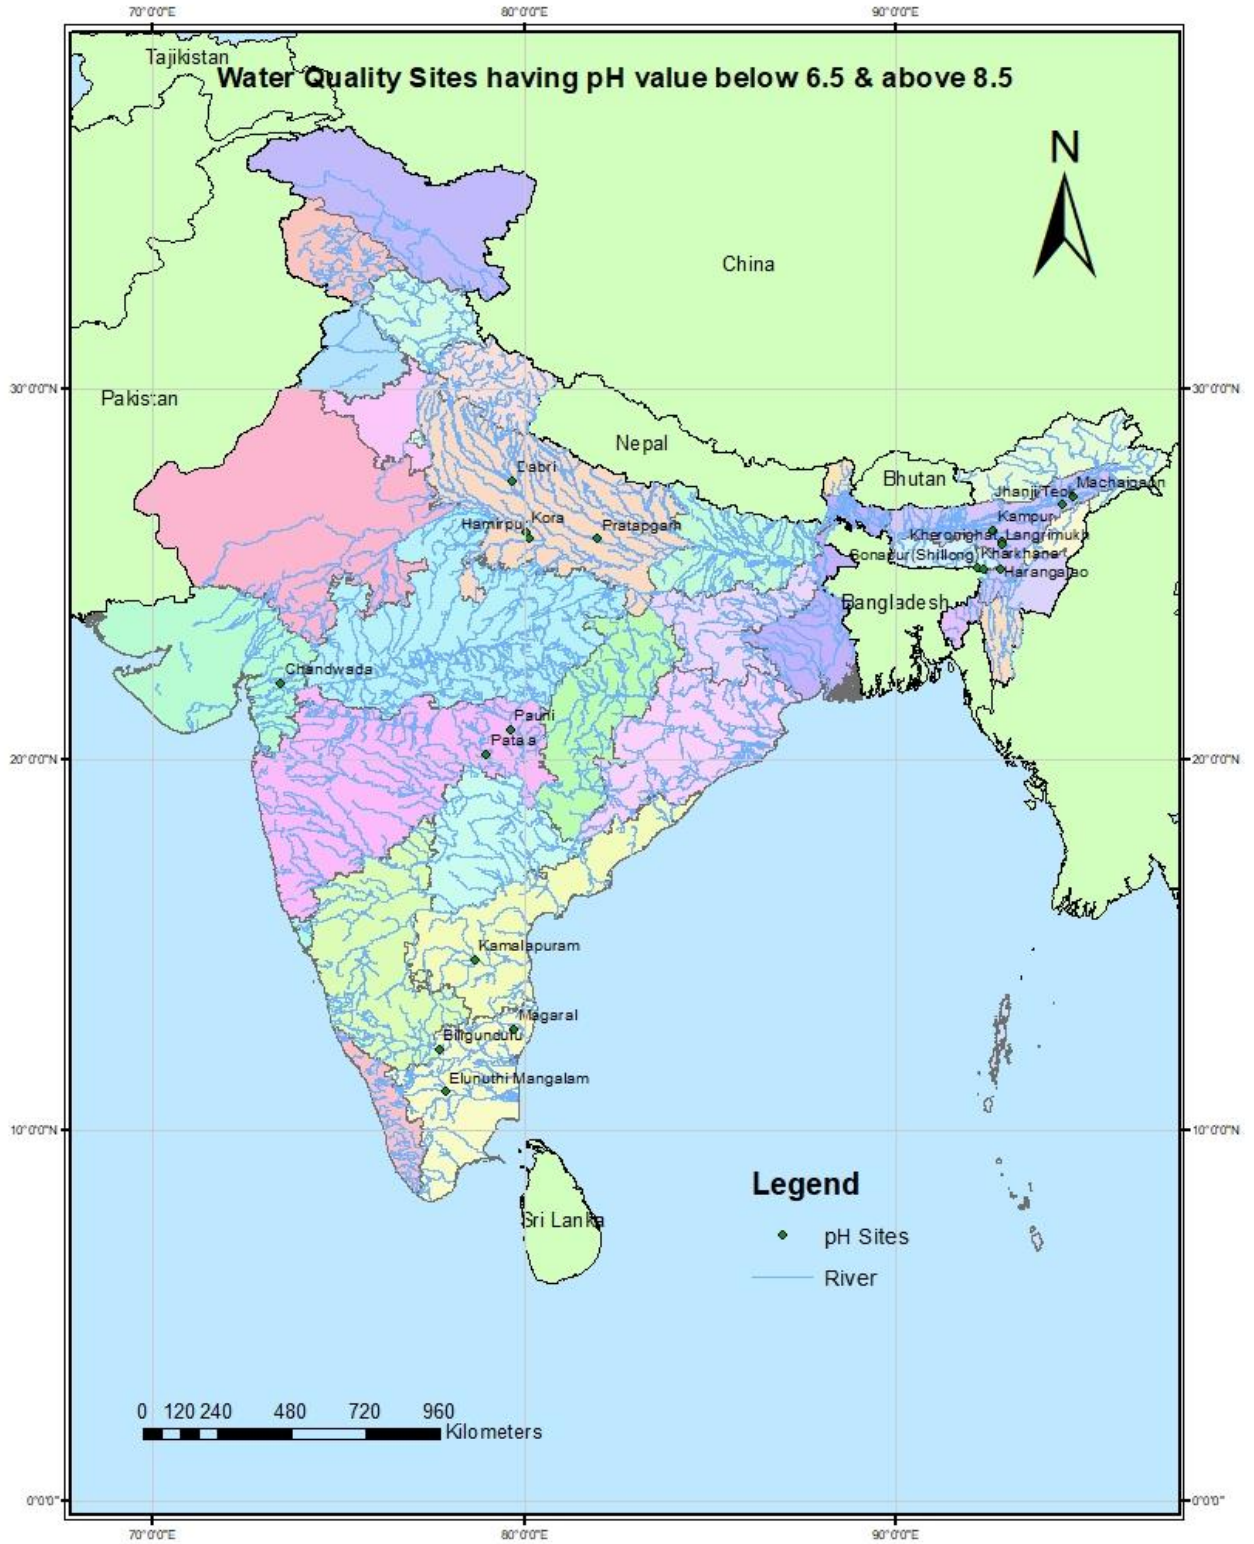 70°0'0"E 80°0'0"E 90°0'0"E
Tajikistan
Water Quality Sites having pH value below 6.5 & above 8.5
N
China
30°0'0"N 30°0'0"N
Pakistan
Nepal
Bhutan
Dabri
Machaigaon
Jhanji Teok
Hamirpur Kora
Pratapgarh
Kampur
Kheronighat Langrimukh
Sonapur(Shillong) Kharkhana
Harangajao
Bangladesh
Chandwada
Pauni
Patala
20°0'0"N 20°0'0"N
Kamalapuram
Magaral
Biligundulu
Elunuthi Mangalam
10°0'0"N 10°0'0"N
Legend
Sri Lanka
pH Sites
River
0 120 240 480 720 960
Kilometers
0°0'0" 0°0'0"
70°0'0"E 80°0'0"E 90°0'0"E